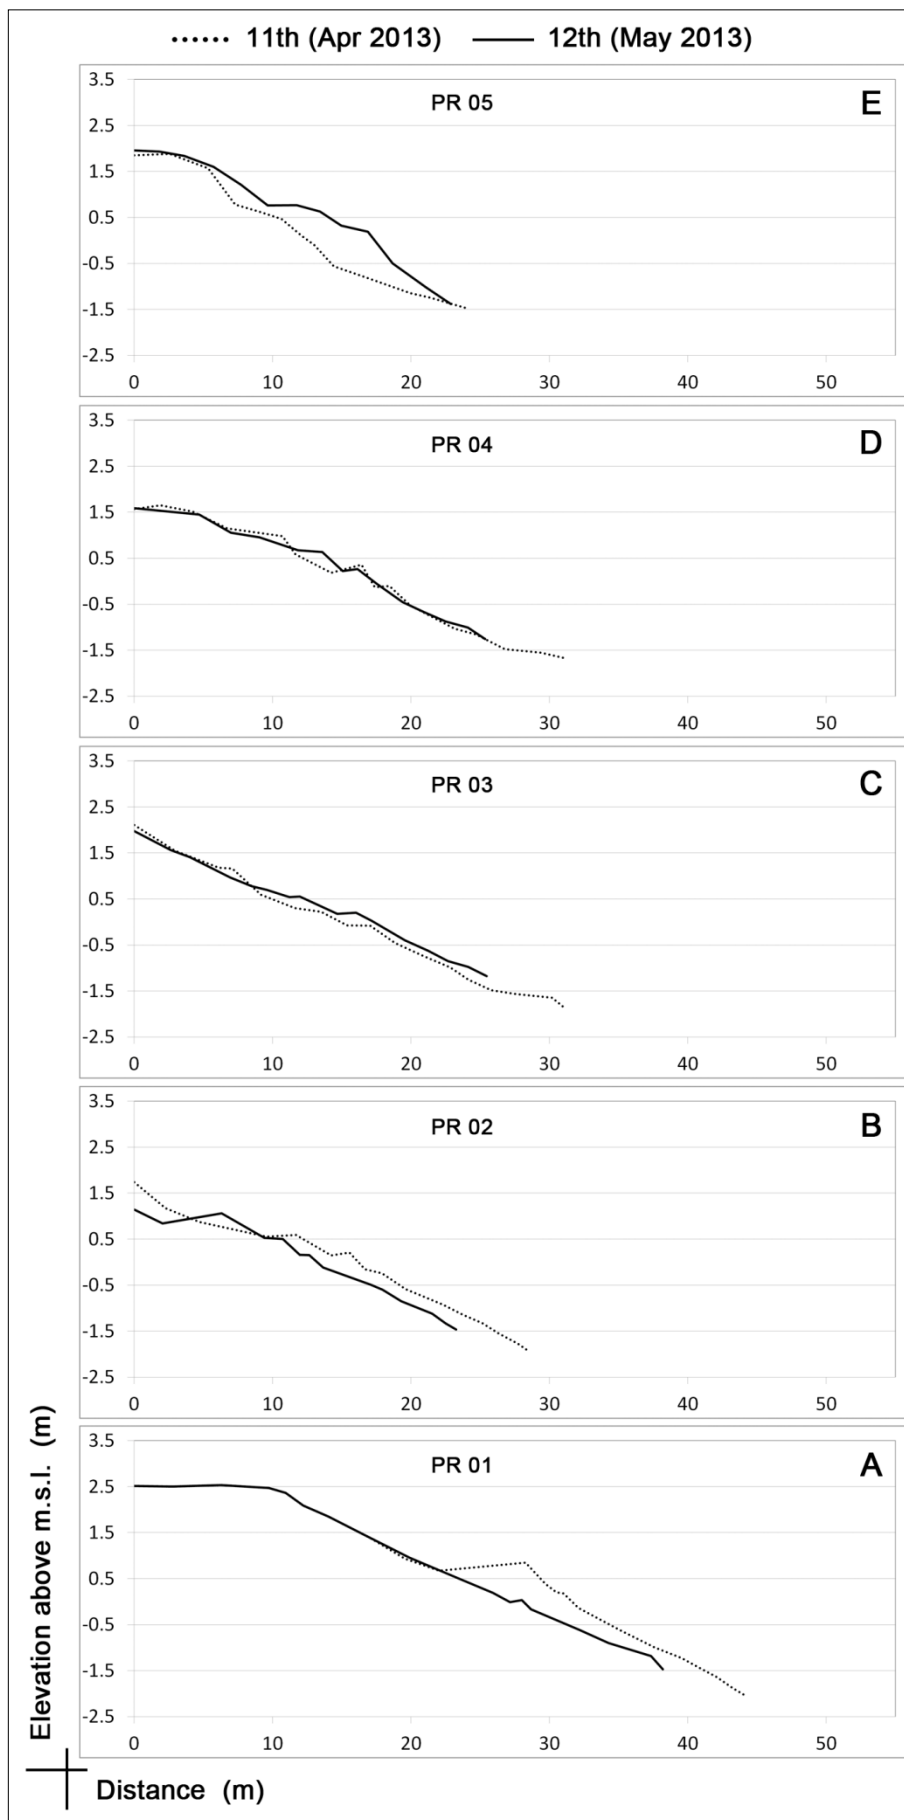 11th (Apr 2013) 12th (May 2013)
PR 05 E
3.5
2.5
1.5
0.5
-0.5
-1.5
-2.5
0 10 20 30 40 50
PR 04 D
3.5
2.5
1.5
0.5
-0.5
-1.5
-2.5
0 10 20 30 40 50
PR 03 C
3.5
2.5
1.5
0.5
-0.5
-1.5
-2.5
0 10 20 30 40 50
PR 02 B
3.5
2.5
1.5
0.5
-0.5
-1.5
-2.5
0 10 20 30 40 50
PR 01 A
3.5
2.5
1.5
0.5
-0.5
-1.5
-2.5
0 10 20 30 40 50
Elevation above m.s.l. (m)
Distance (m)